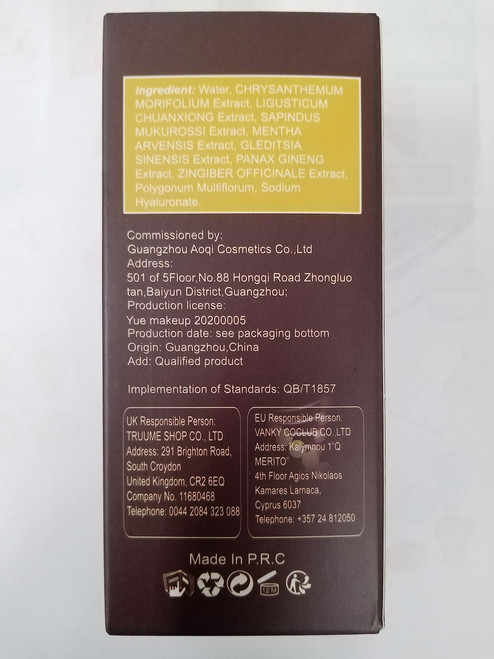 Ingredient: Water, CHRYSANTHEMUM
MORIFOLIUM Extract, LIGUSTICUM
CHUANXIONG Extract, SAPINDUS
MUKUROSSI Extract, MENTHA
ARVENSIS Extract, GLEDITSIA
SINENSIS Extract, PANAX GINENG
Extract, ZINGIBER OFFICINALE Extract,
Polygonum Multiflorum, Sodium
Hyaluronate.
Commissioned by:
Guangzhou Aoqi Cosmetics Co.,Ltd
Address:
501 of 5Floor,No.88 Hongqi Road Zhongluo
tan,Baiyun District,Guangzhou;
Production license:
Yue makeup 20200005
Production date: see packaging bottom
Origin: Guangzhou,China
Add: Qualified product
Implementation of Standards: QB/T1857
UK Responsible Person:
TRUUME SHOP CO., LTD
Address: 291 Brighton Road,
South Croydon
United Kingdom, CR2 6EQ
Company No. 11680468
Telephone: 0044 2084 323 088
EU Responsible Person:
VANKY COCLUB CO.,LTD
Address: Kalymnou 1"Q
MERITO"
4th Floor Agios Nikolaos
Kamares Larnaca,
Cyprus 6037
Telephone: +357 24 812050
Made In P.R.C
12 M